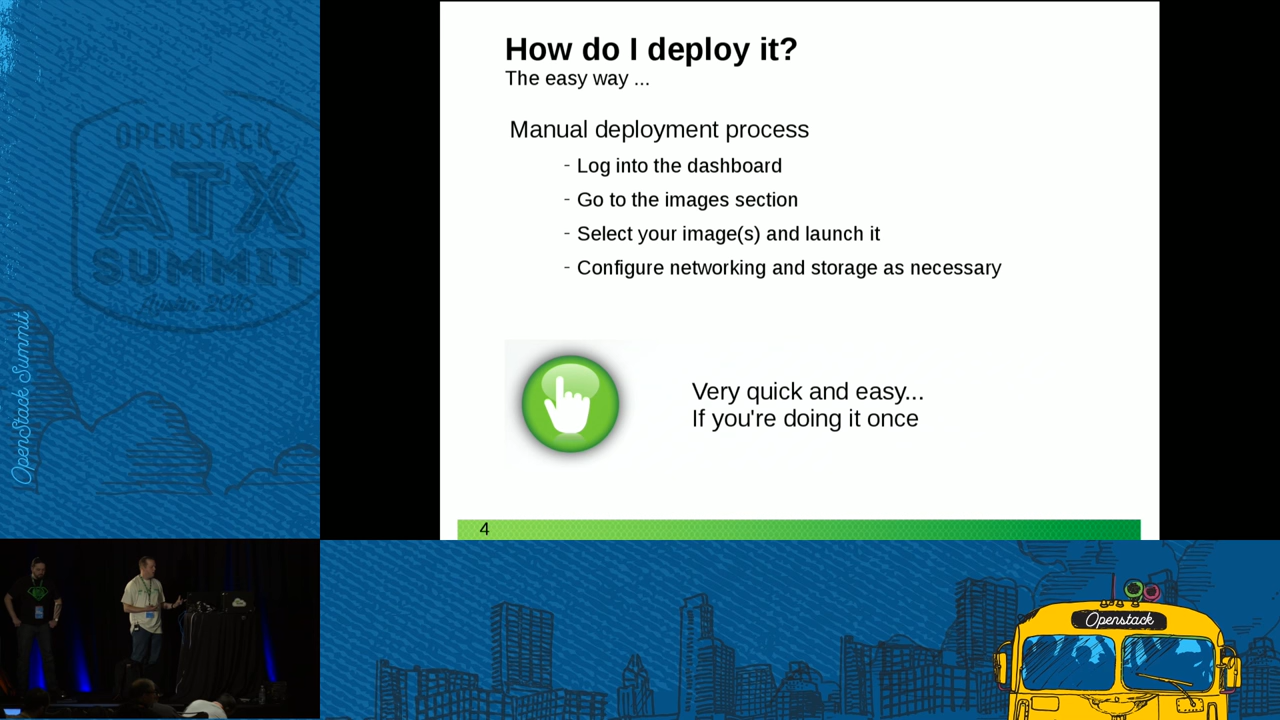 OPENSTACK
ATX
SUMMIT
Austin 2016
OpenStack Summit
How do I deploy it?
The easy way ...
Manual deployment process
- Log into the dashboard
- Go to the images section
- Select your image(s) and launch it
- Configure networking and storage as necessary
Very quick and easy...
If you're doing it once
4
Openstack